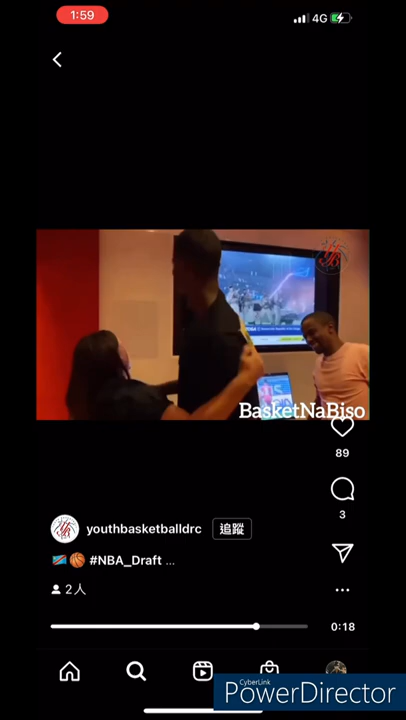 1:59
4G
BasketNaBiso
89
3
youthbasketballdrc
追蹤
#NBA_Draft ...
2人
0:18
CyberLink
PowerDirector